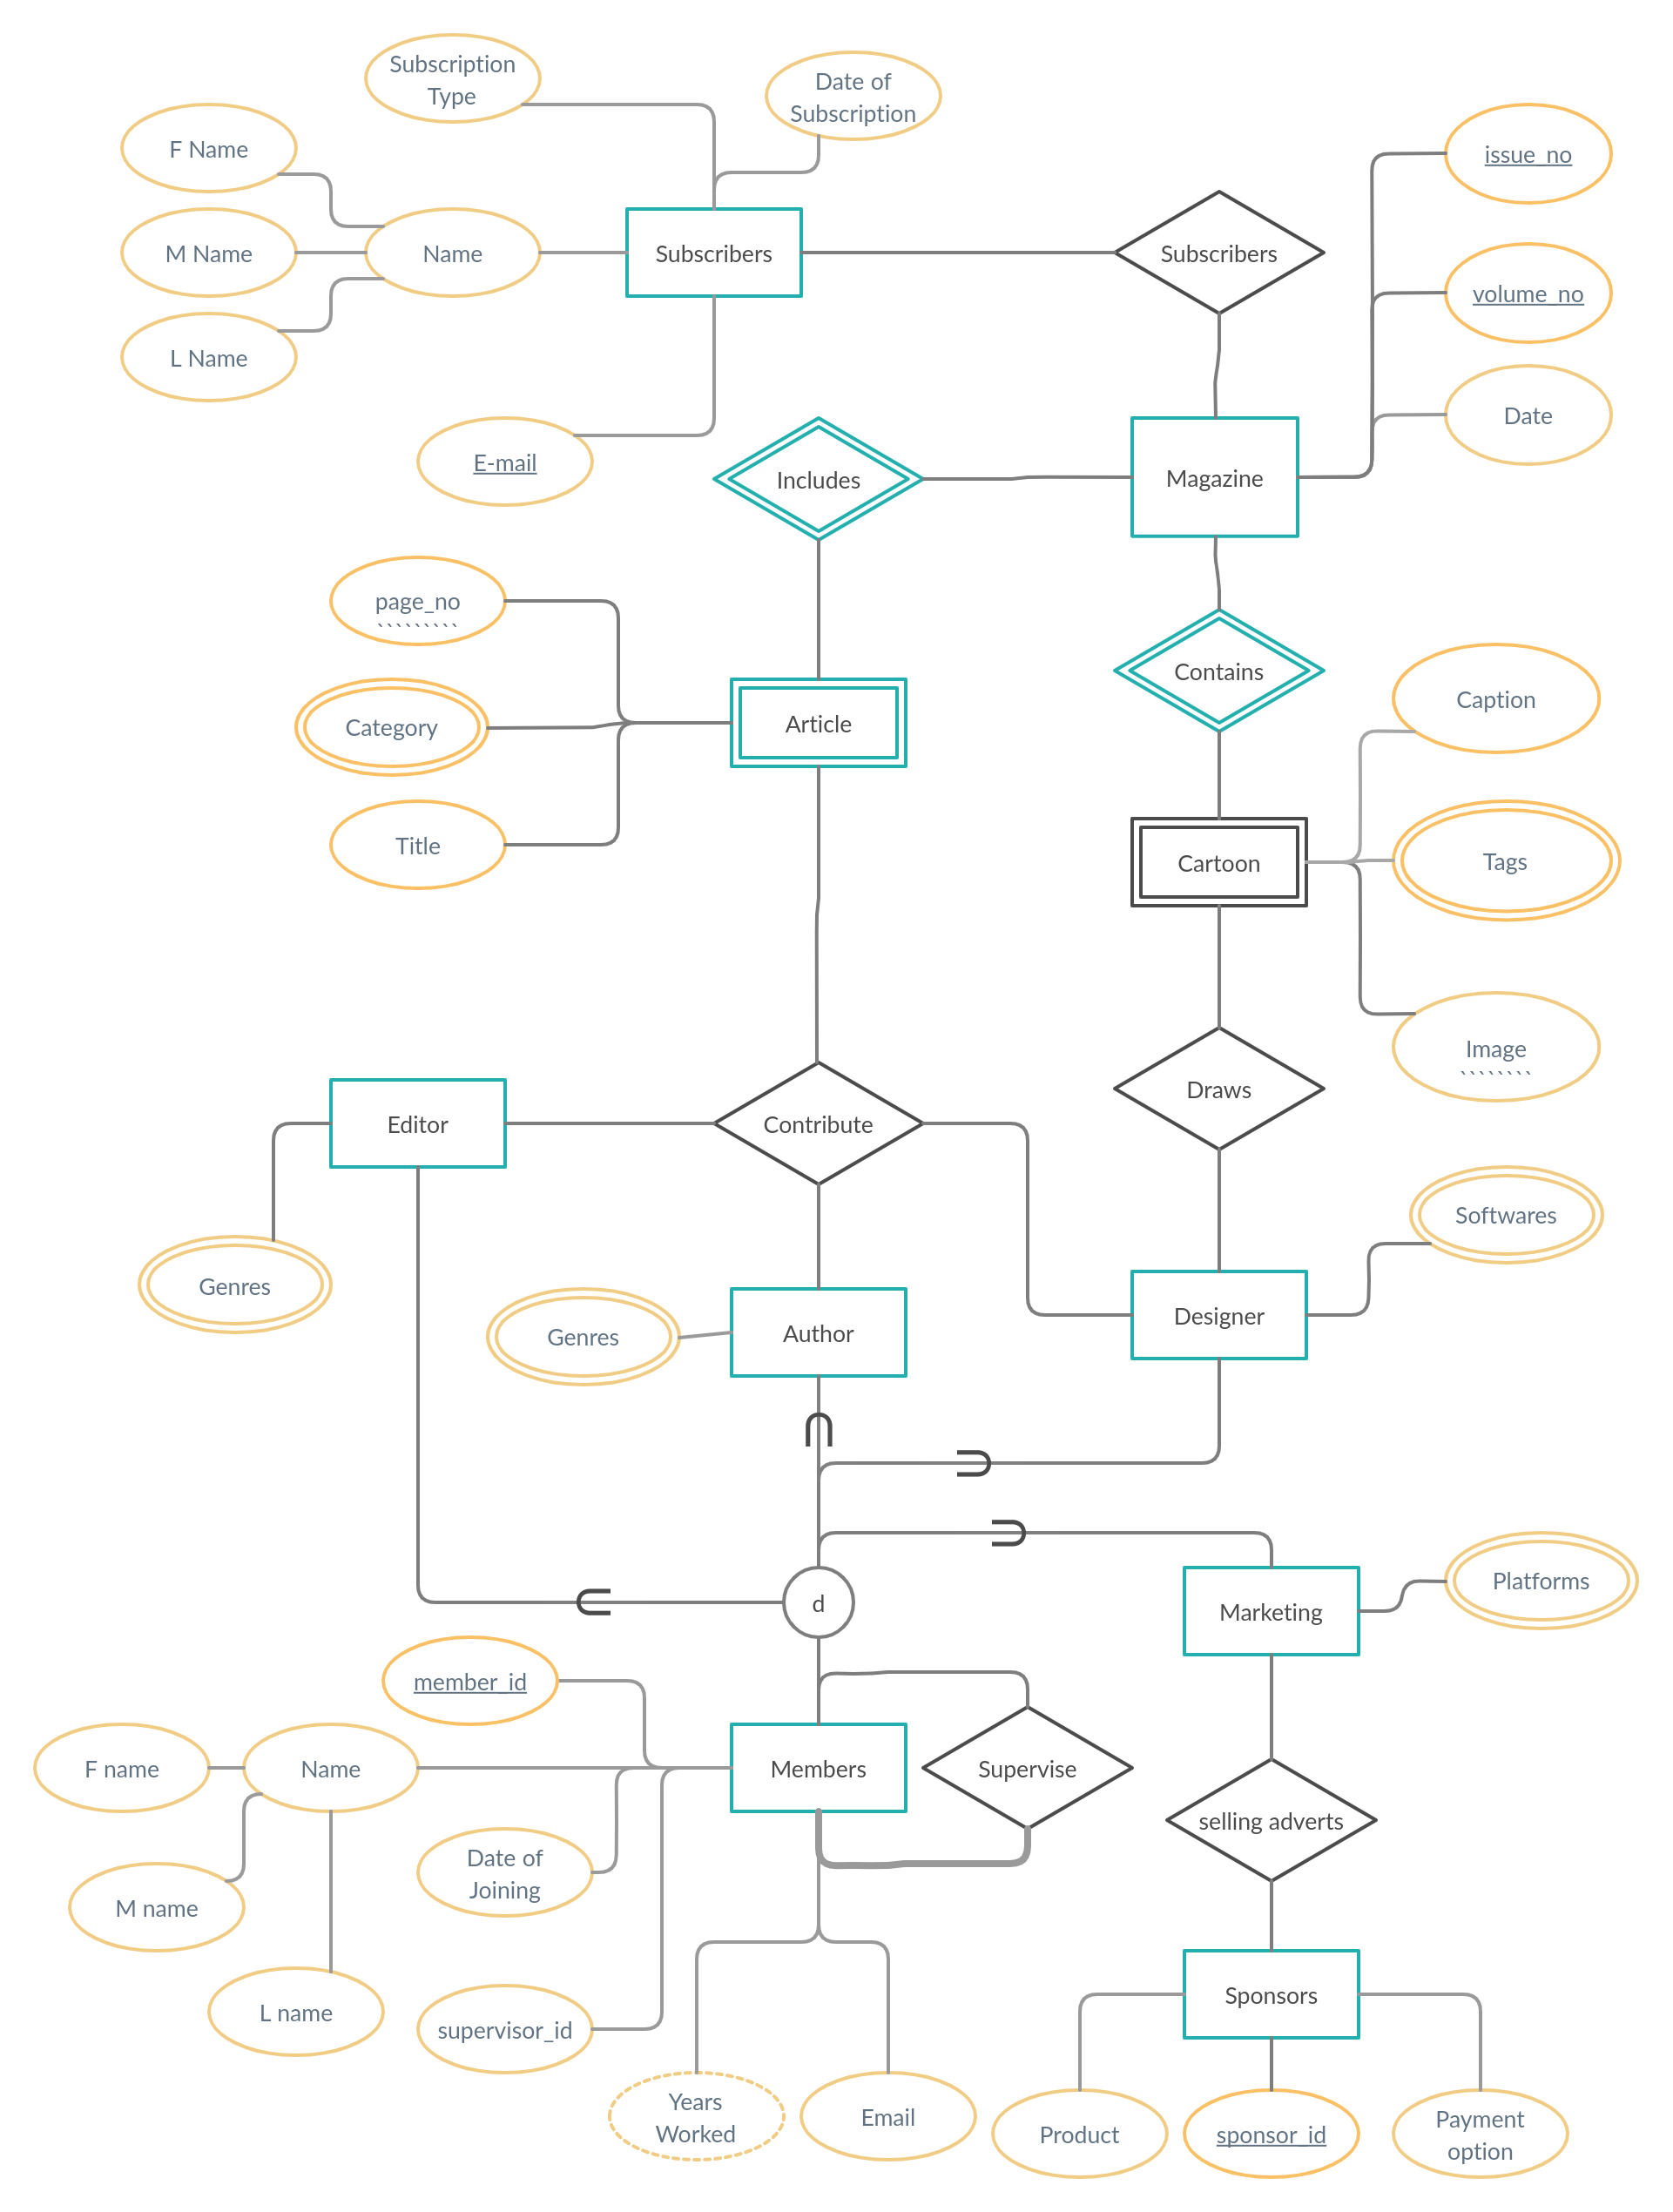 Subscription
Type
Date of
Subscription
F Name
issue_no
M Name
Name
Subscribers
Subscribers
volume_no
L Name
Date
E-mail
Includes
Magazine
page_no
`````````
Contains
Caption
Category
Article
Title
Cartoon
Tags
Image
````````
Draws
Editor
Contribute
Softwares
Genres
Genres
Author
Designer
d
Marketing
Platforms
member_id
F name
Name
Members
Supervise
selling adverts
Date of
Joining
M name
Sponsors
L name
supervisor_id
Years
Worked
Email
Product
sponsor_id
Payment
option